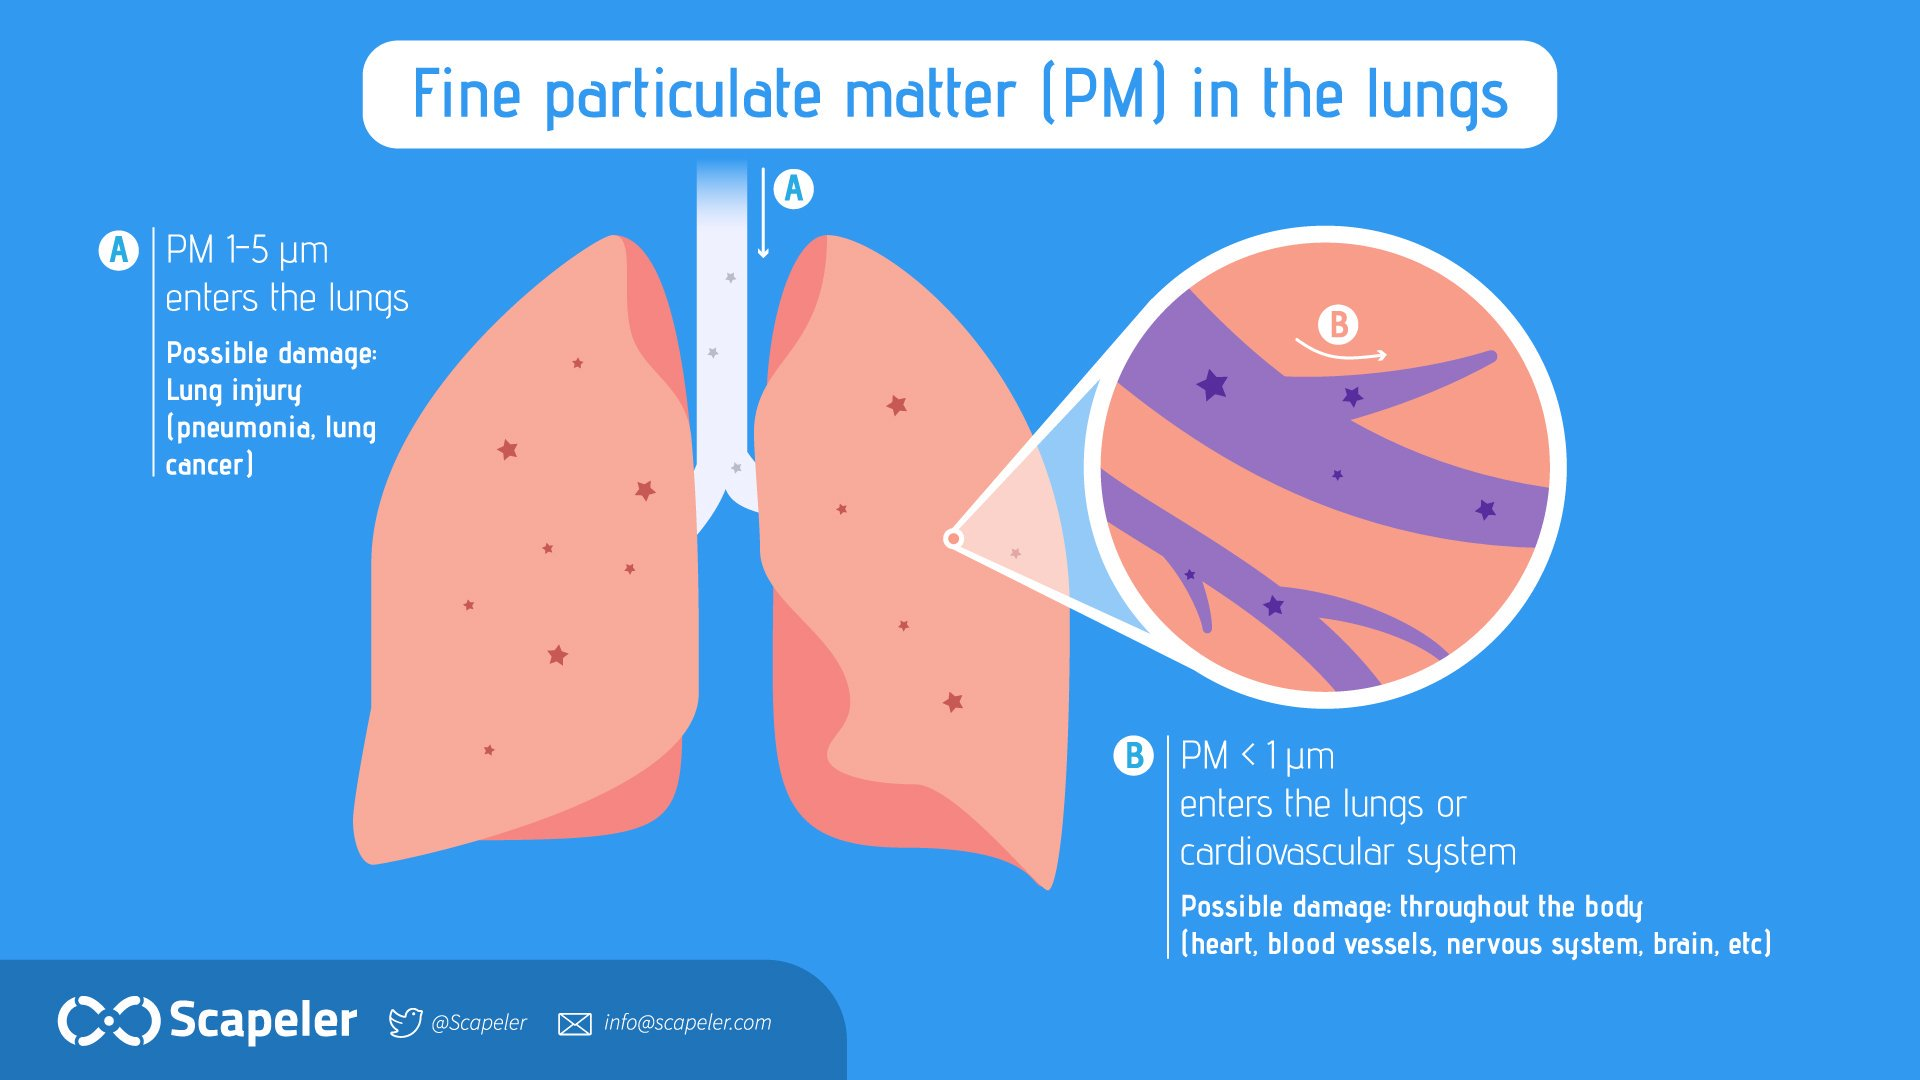 Fine particulate matter (PM) in the lungs
A
A
PM 1-5 µm
enters the lungs
Possible damage:
Lung injury
(pneumonia, lung
cancer)
B
B
PM < 1 µm
enters the lungs or
cardiovascular system
Possible damage: throughout the body
(heart, blood vessels, nervous system, brain, etc)
Scapeler
@Scapeler
info@scapeler.com